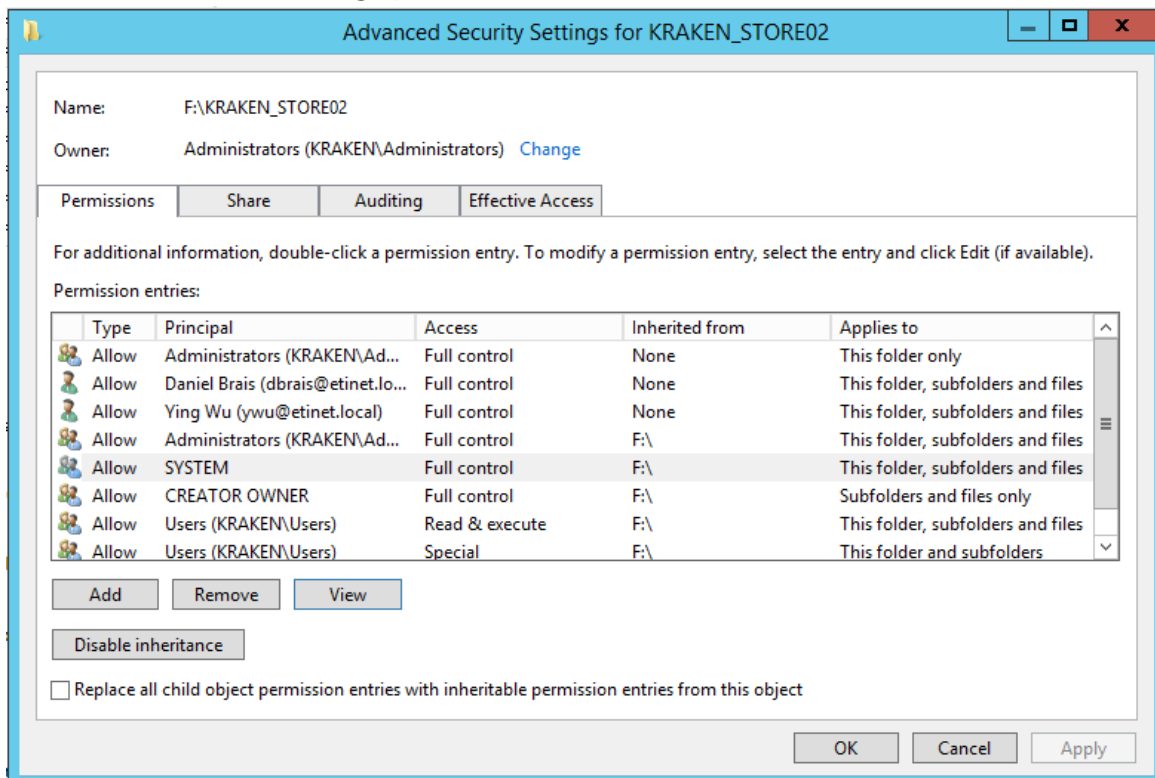 Advanced Security Settings for KRAKEN_STORE02
Name: F:\KRAKEN_STORE02
Owner: Administrators (KRAKEN\Administrators) Change
Permissions Share Auditing Effective Access
For additional information, double-click a permission entry. To modify a permission entry, select the entry and click Edit (if available).
Permission entries:
Type Principal Access Inherited from Applies to
Allow Administrators (KRAKEN\Ad... Full control None This folder only
Allow Daniel Brais (dbrais@etinet.lo... Full control None This folder, subfolders and files
Allow Ying Wu (ywu@etinet.local) Full control None This folder, subfolders and files
Allow Administrators (KRAKEN\Ad... Full control F:\ This folder, subfolders and files
Allow SYSTEM Full control F:\ This folder, subfolders and files
Allow CREATOR OWNER Full control F:\ Subfolders and files only
Allow Users (KRAKEN\Users) Read & execute F:\ This folder, subfolders and files
Allow Users (KRAKEN\Users) Special F:\ This folder and subfolders
Add Remove View
Disable inheritance
Replace all child object permission entries with inheritable permission entries from this object
OK Cancel Apply